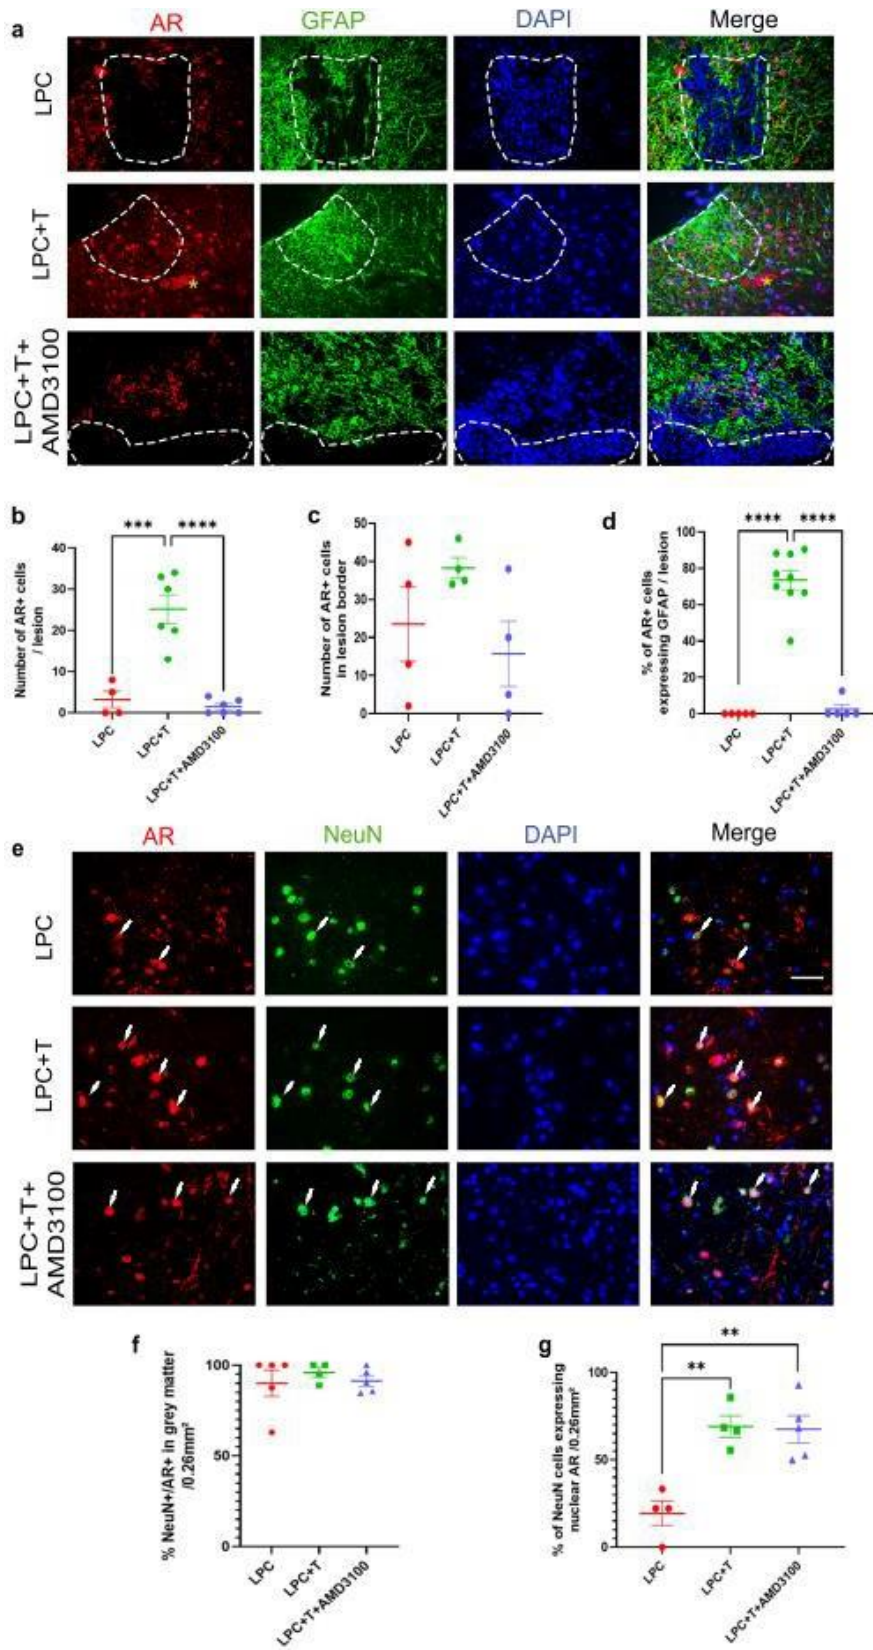 a
AR GFAP DAPI Merge
LPC
LPC+T
*
*
LPC+T+
AMD3100
b
*** ****
Number of AR+ cells
/ lesion
40
30
20
10
0
LPC
LPC+T
LPC+T+AMD3100
c
Number of AR+ cells
in lesion border
50
40
30
20
10
0
LPC
LPC+T
LPC+T+AMD3100
d
**** ****
% of AR+ cells
expressing GFAP / lesion
100
80
60
40
20
0
LPC
LPC+T
LPC+T+AMD3100
e
AR NeuN DAPI Merge
LPC
LPC+T
LPC+T+
AMD3100
f
% NeuN+/AR+ in grey matter
/0.26mm²
100
50
0
LPC
LPC+T
LPC+T+AMD3100
g
**
**
% of NeuN cells expressing
nuclear AR /0.26mm²
100
50
0
LPC
LPC+T
LPC+T+AMD3100